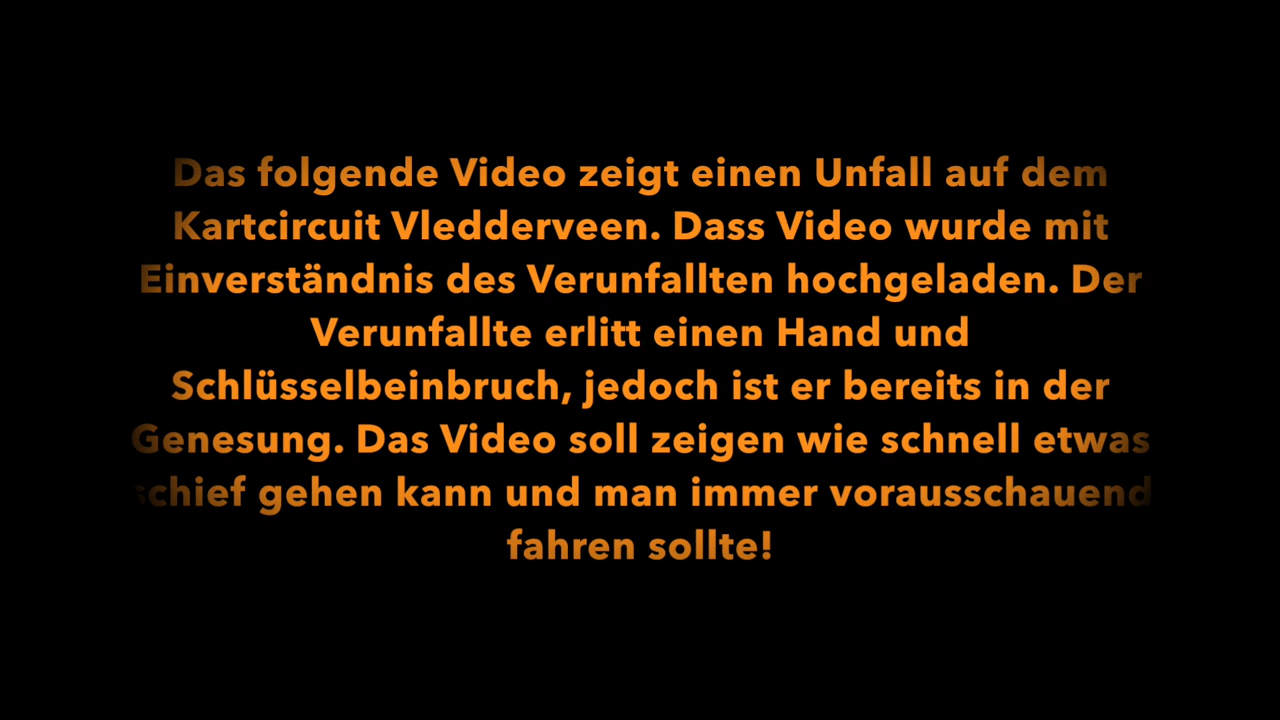 Das folgende Video zeigt einen Unfall auf dem
Kartcircuit Vledderveen. Dass Video wurde mit
Einverständnis des Verunfallten hochgeladen. Der
Verunfallte erlitt einen Hand und
Schlüsselbeinbruch, jedoch ist er bereits in der
Genesung. Das Video soll zeigen wie schnell etwas
schief gehen kann und man immer vorausschauend
fahren sollte!